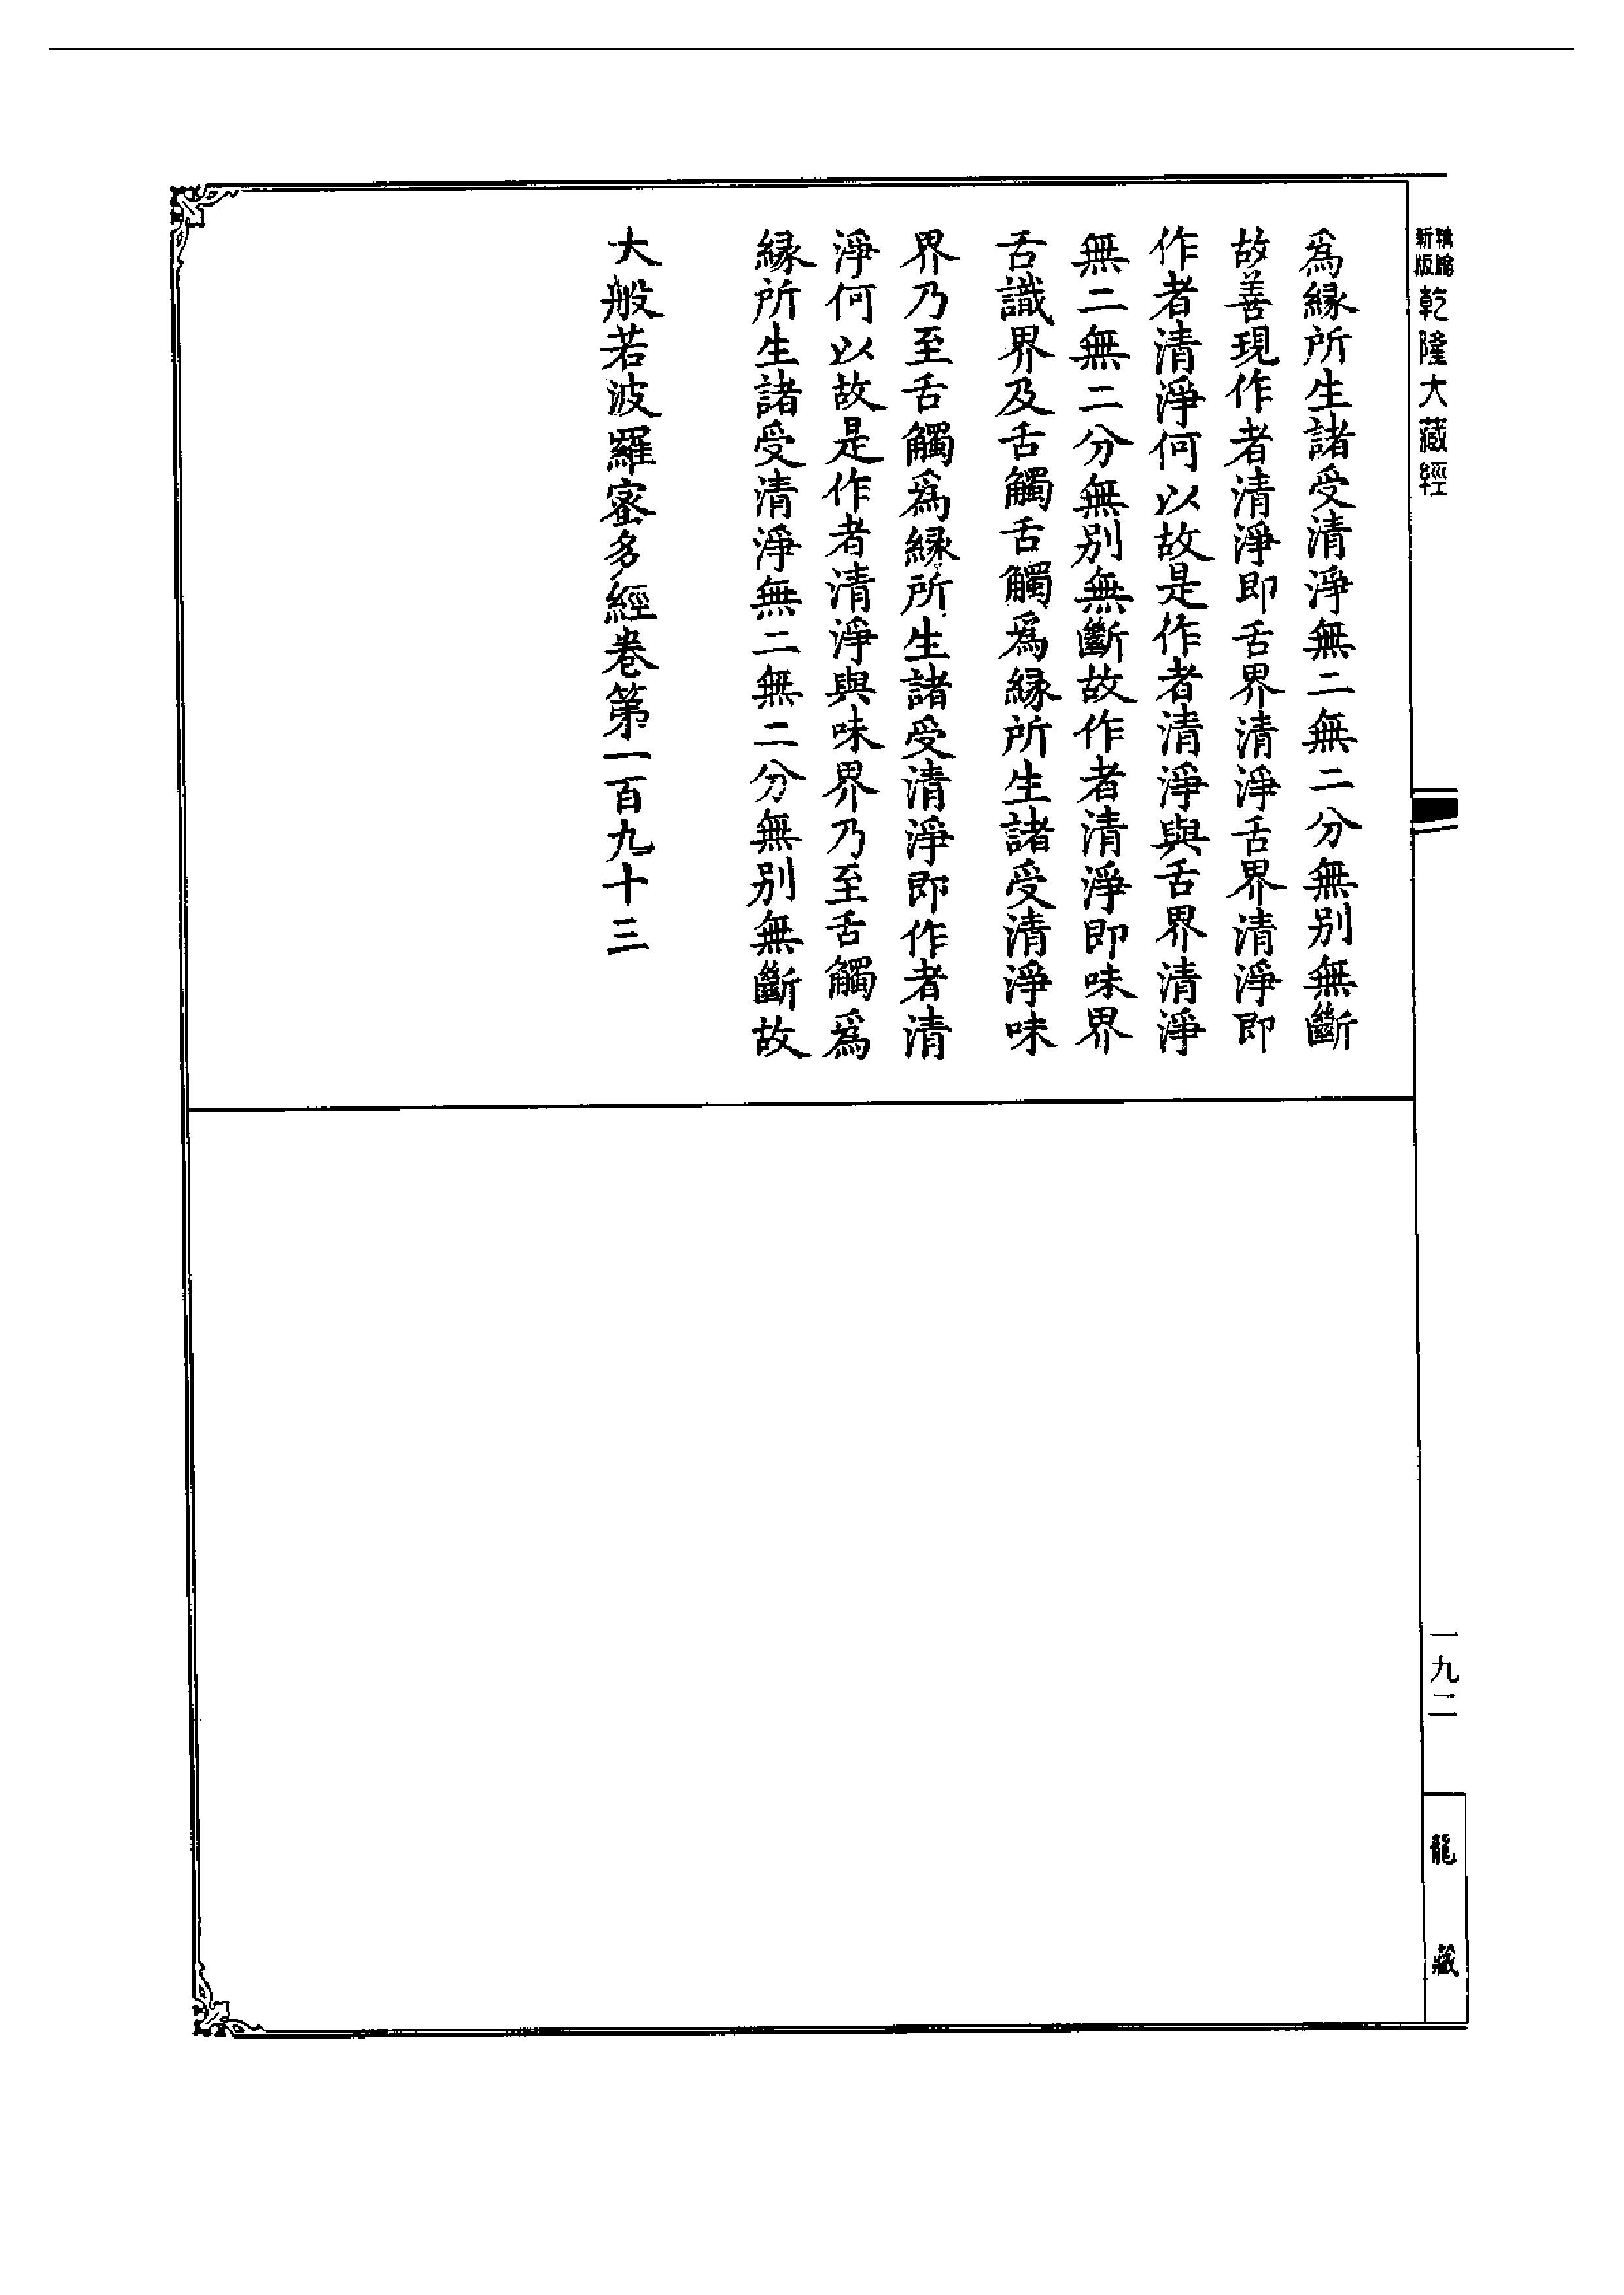 新版
乾隆大藏經
為緣所生諸受清淨無二無二分無別無斷
故善現作者清淨即舌界清淨舌界清淨即
作者清淨何以故是作者清淨與舌界清淨
無二無二分無別無斷故作者清淨即味界
舌識界及舌觸舌觸為緣所生諸受清淨味
界乃至舌觸為緣所生諸受清淨即作者清
淨何以故是作者清淨與味界乃至舌觸為
緣所生諸受清淨無二無二分無別無斷故
大般若波羅蜜多經卷第一百九十三
一九二
龍藏